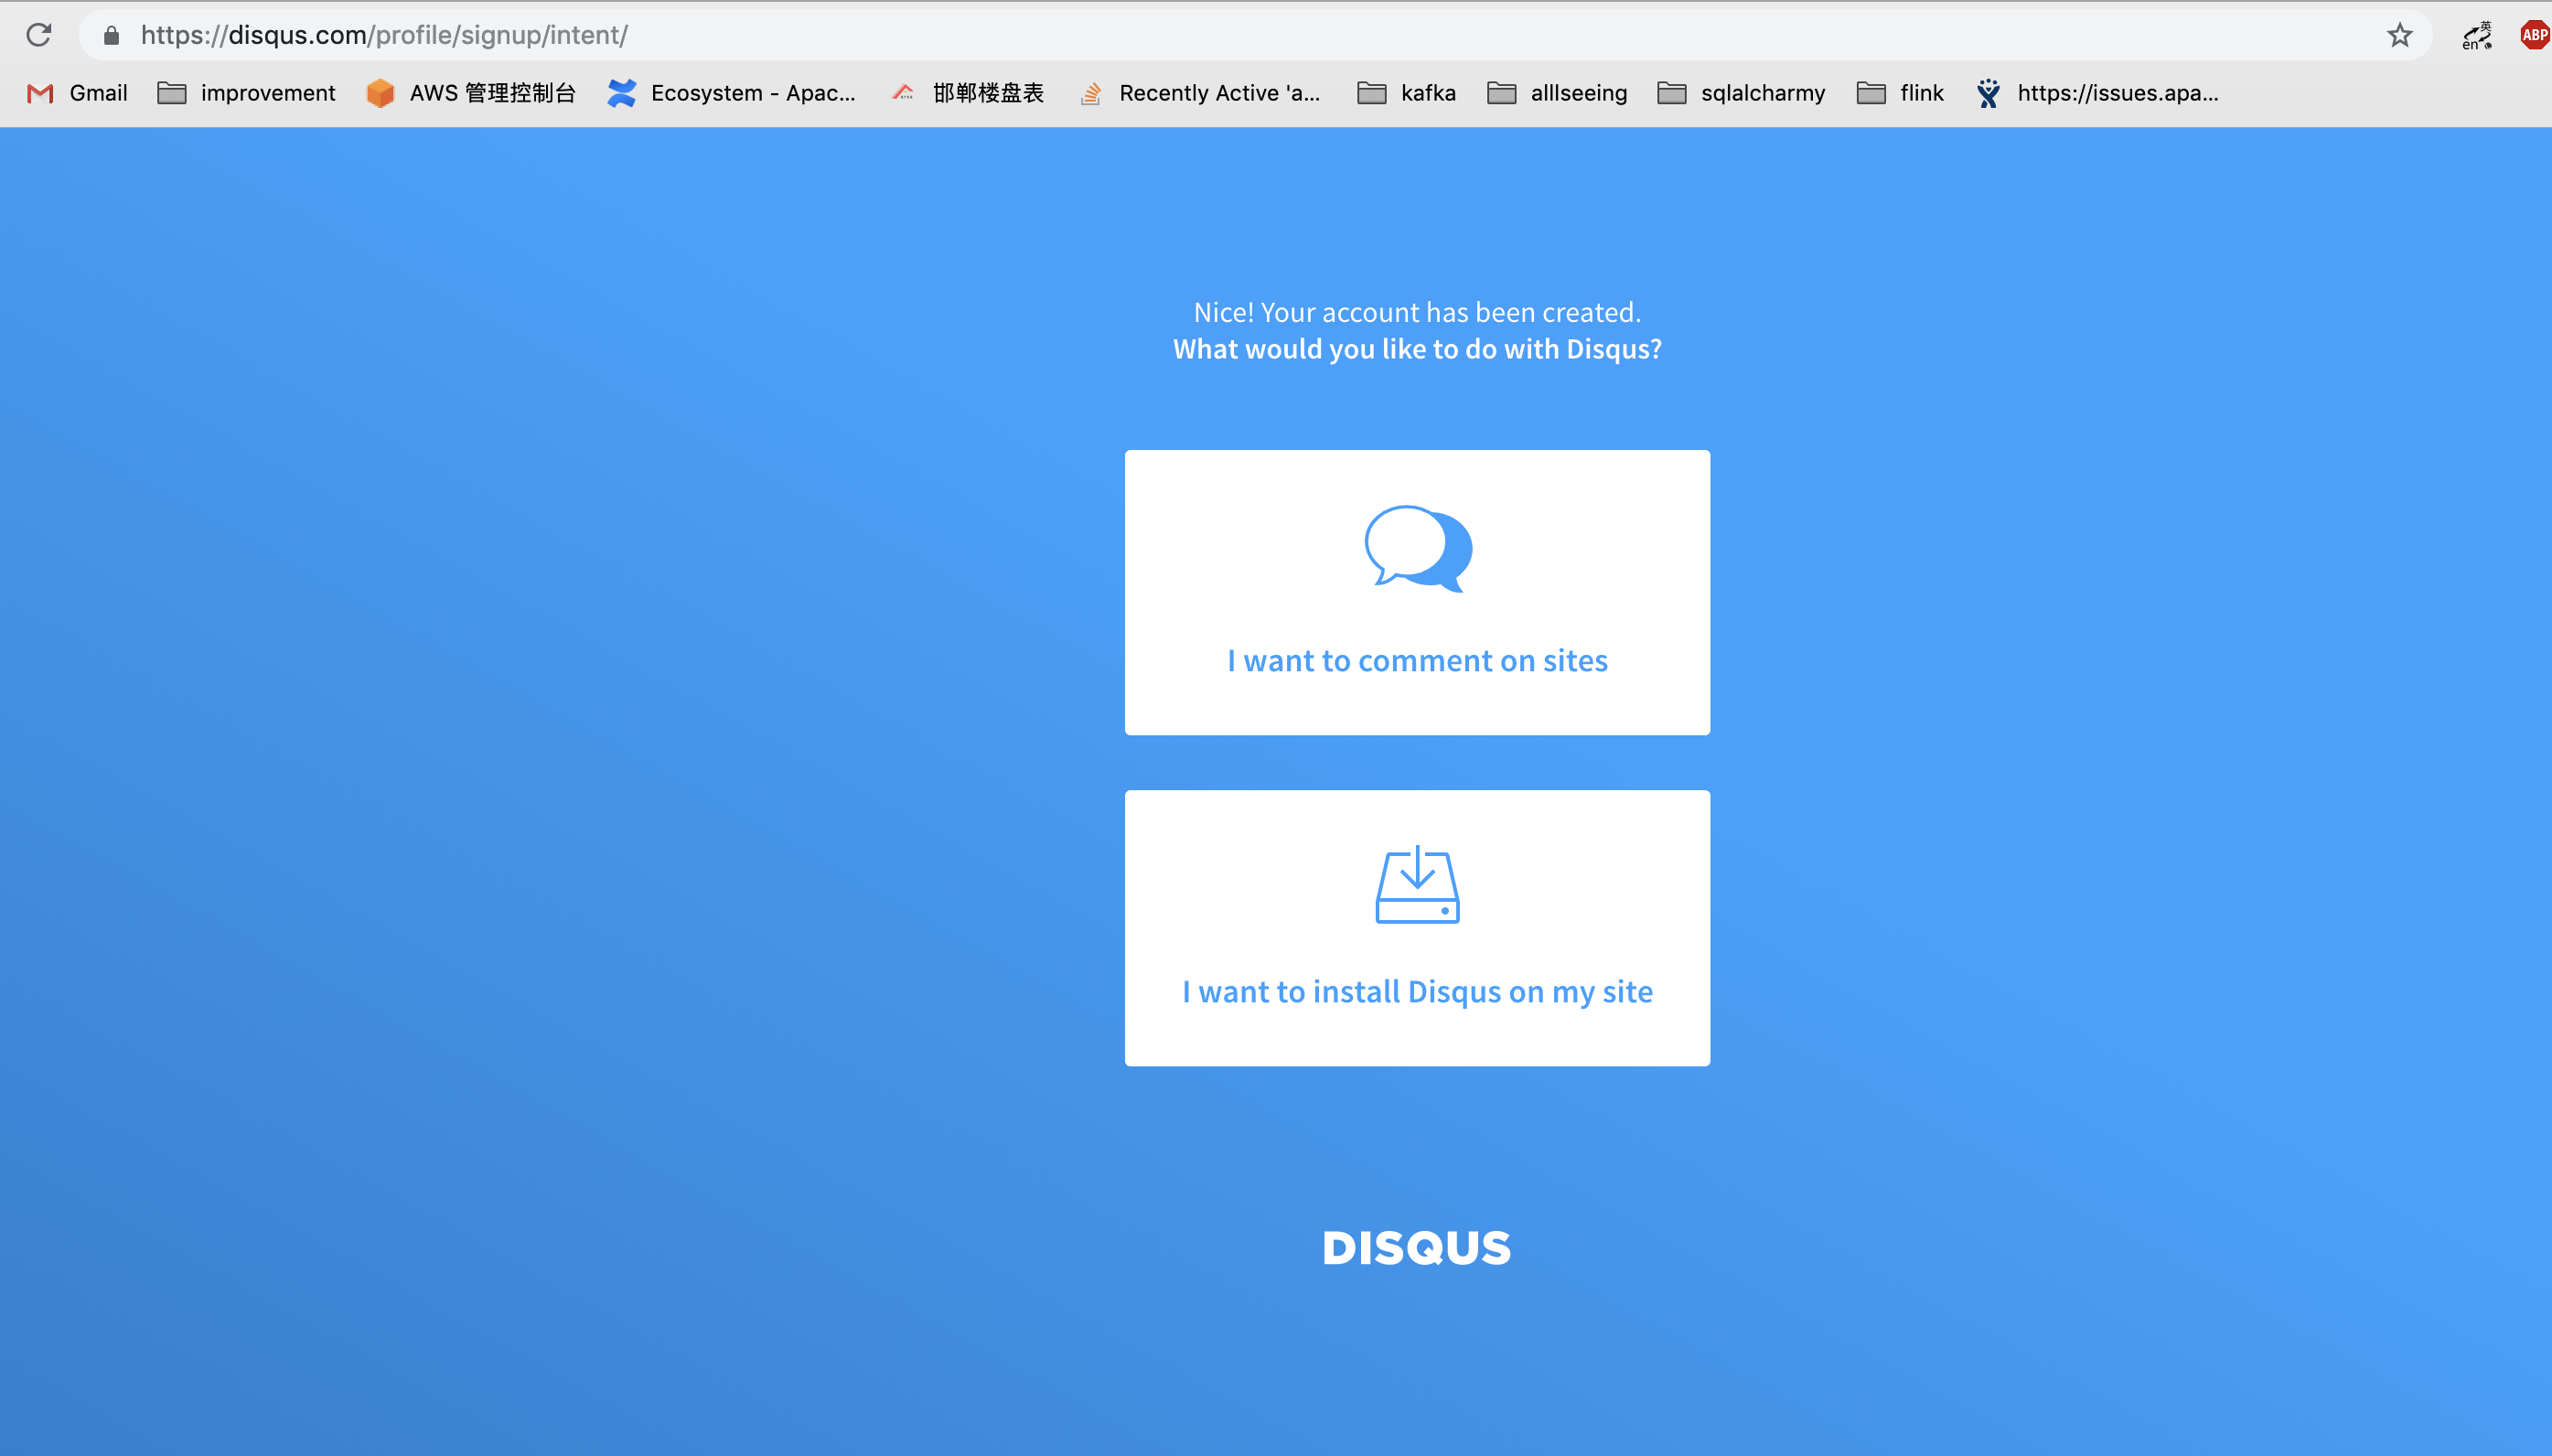 https://disqus.com/profile/signup/intent/
英
en
ABP
Gmail improvement AWS 管理控制台 Ecosystem - Apac... 邯郸楼盘表 Recently Active 'a... kafka alllseeing sqlalcharmy flink https://issues.apa...
Nice! Your account has been created.
What would you like to do with Disqus?
I want to comment on sites
I want to install Disqus on my site
DISQUS